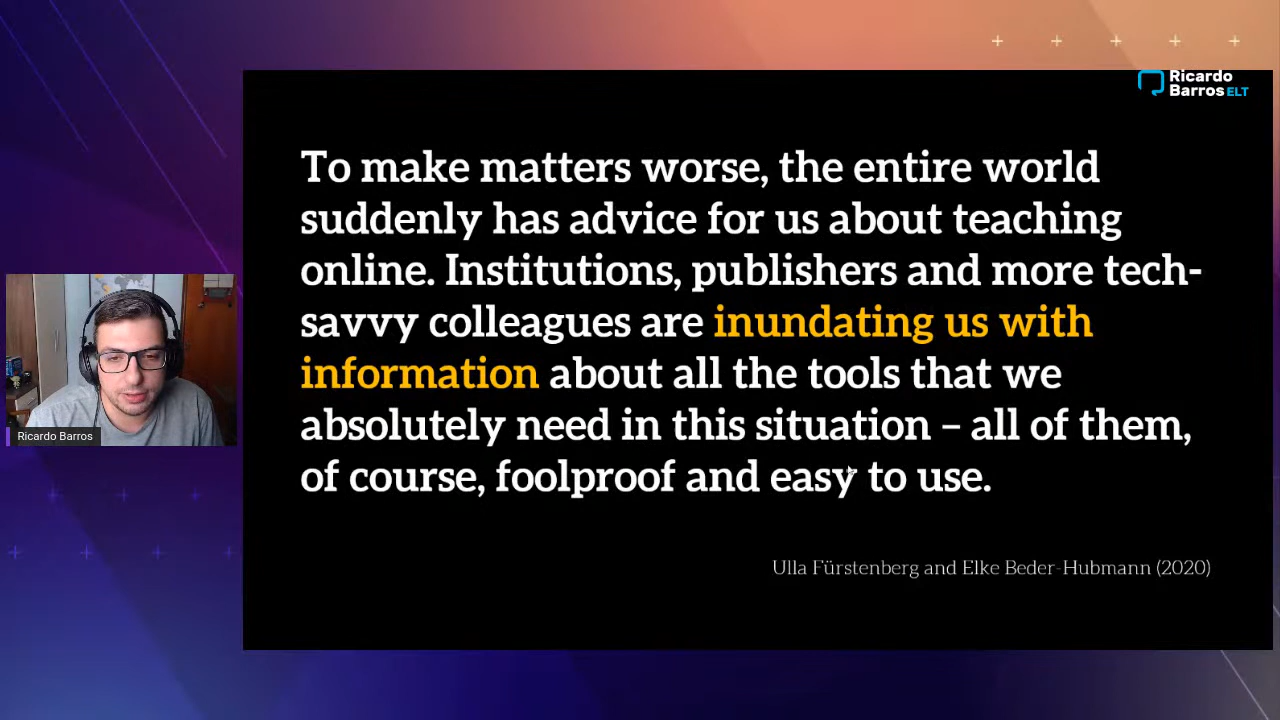 Ricardo
Barros ELT
To make matters worse, the entire world
suddenly has advice for us about teaching
online. Institutions, publishers and more tech-
savvy colleagues are inundating us with
information about all the tools that we
absolutely need in this situation – all of them,
of course, foolproof and easy to use.
Ulla Fürstenberg and Elke Beder-Hubmann (2020)
Ricardo Barros